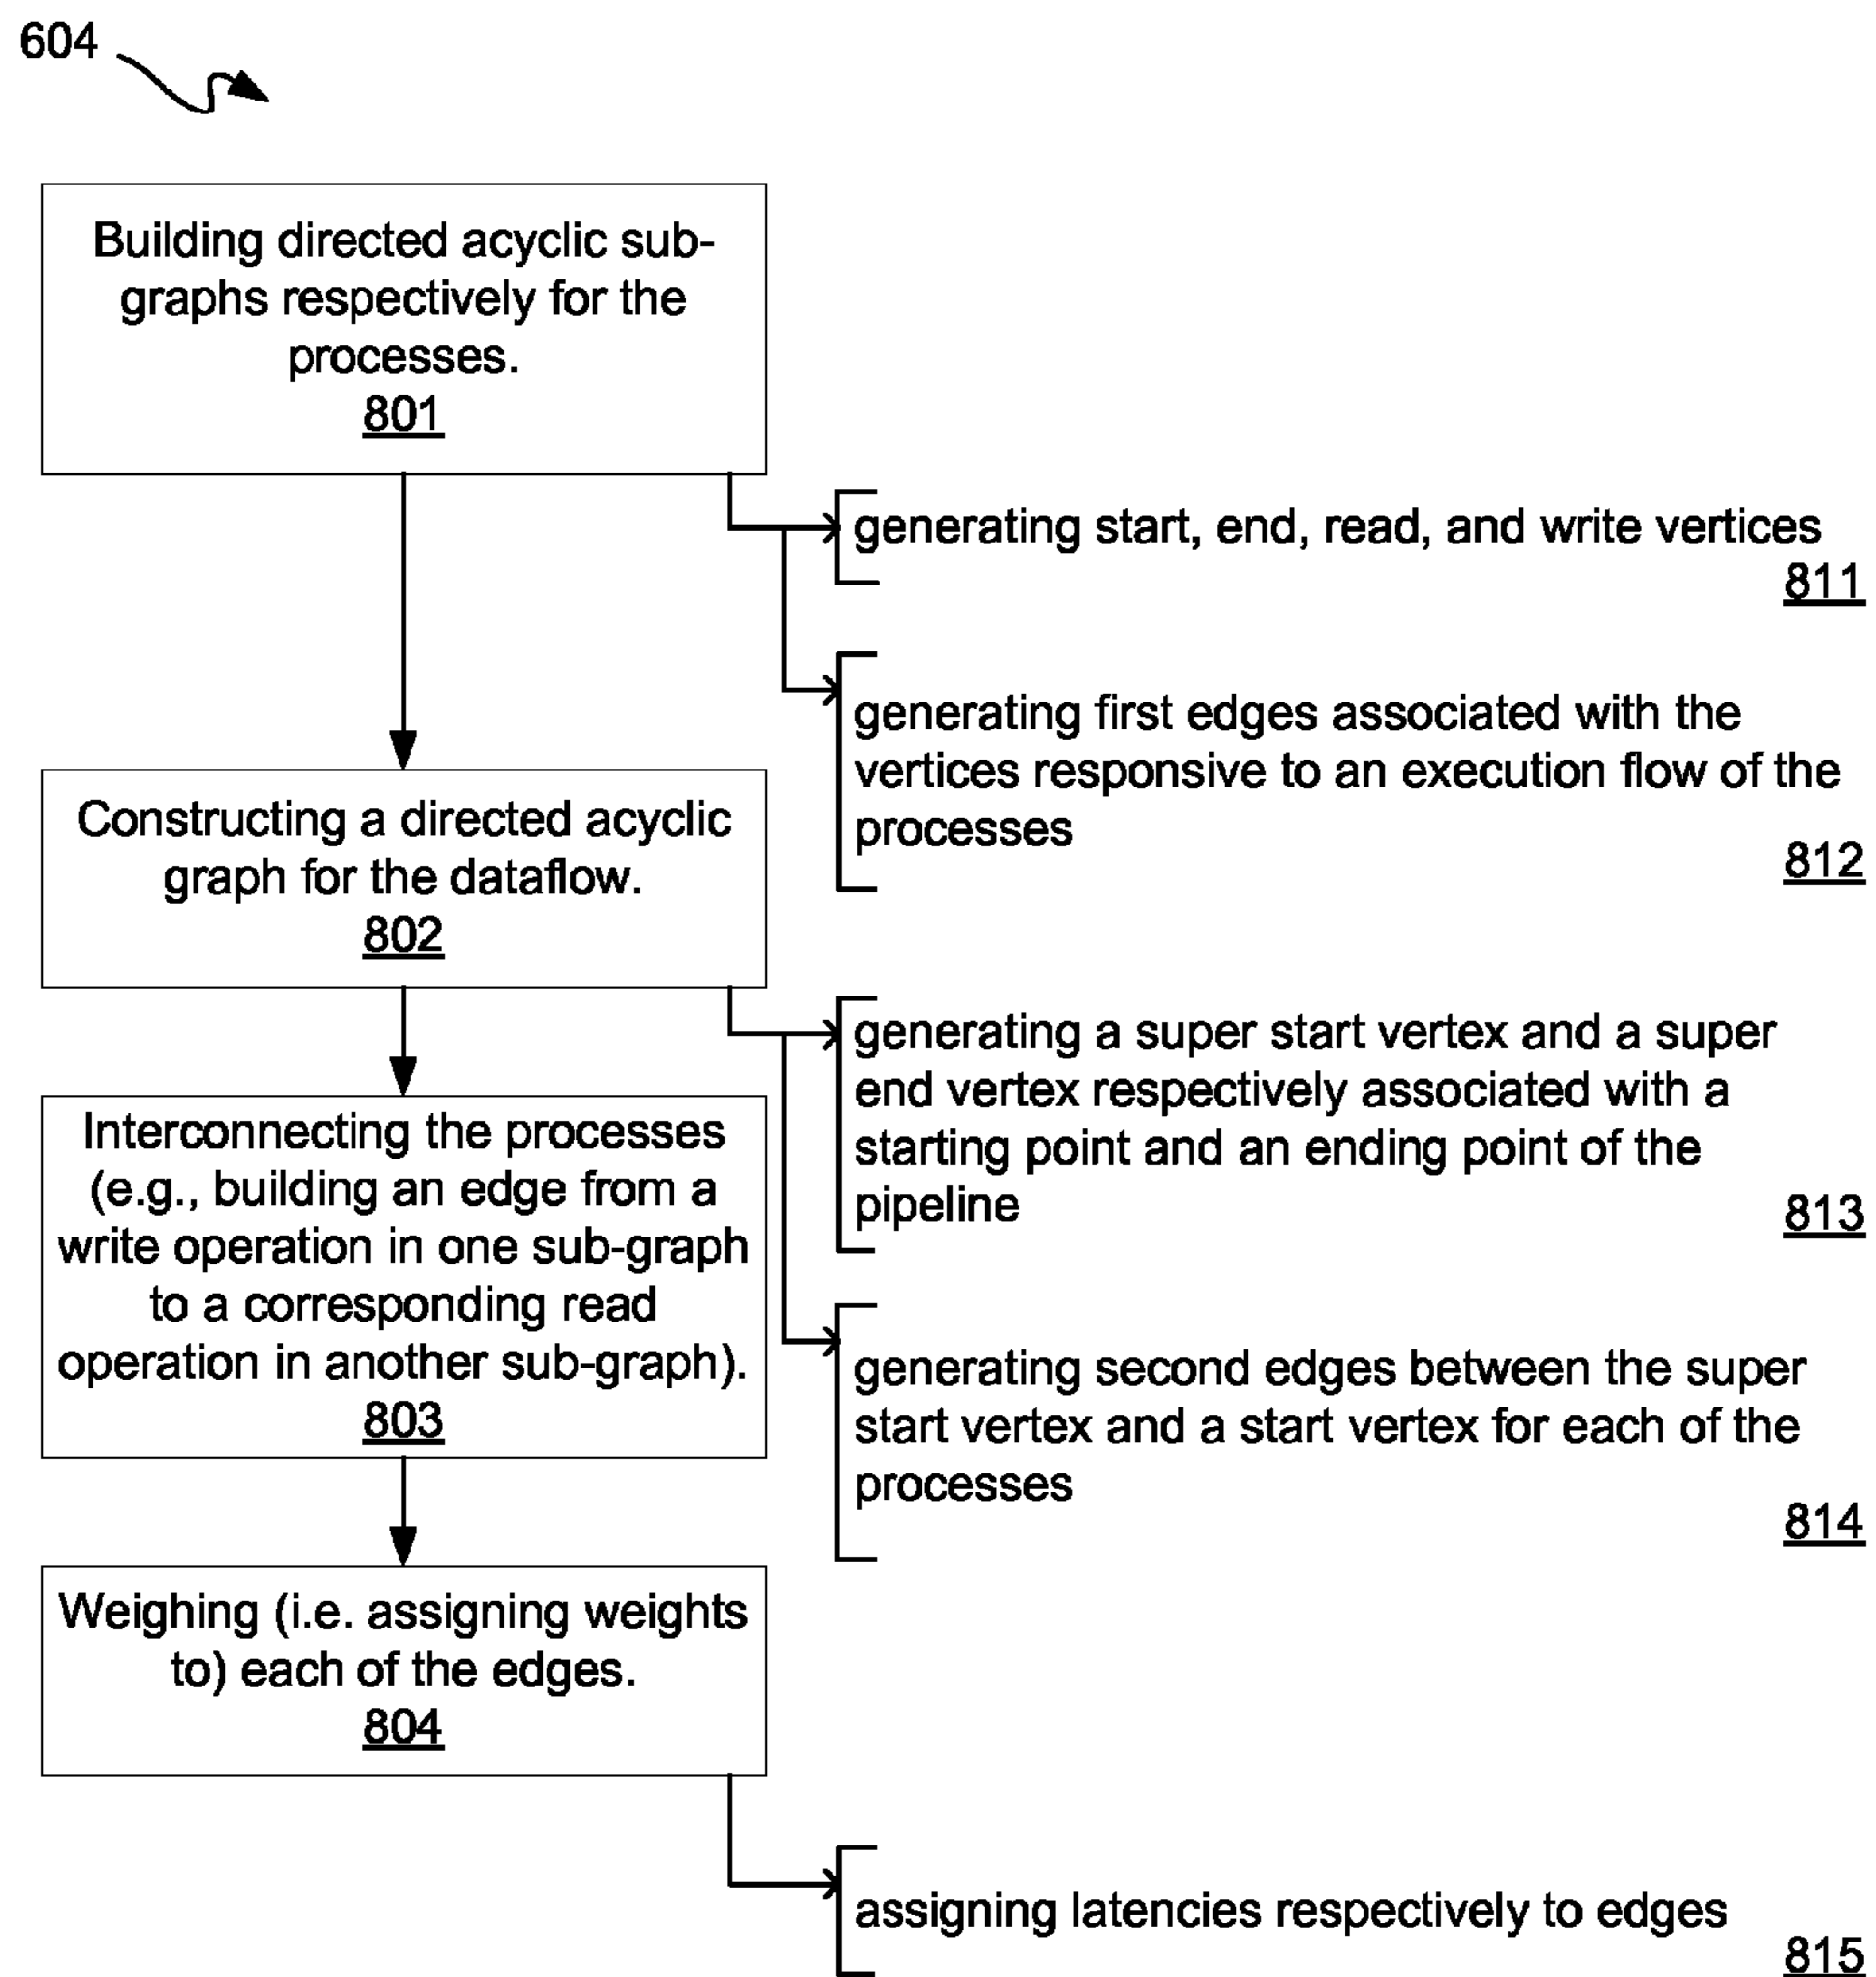 604
Building directed acyclic sub-
graphs respectively for the
processes.
801
generating start, end, read, and write vertices
811
generating first edges associated with the
vertices responsive to an execution flow of the
processes
812
Constructing a directed acyclic
graph for the dataflow.
802
generating a super start vertex and a super
end vertex respectively associated with a
starting point and an ending point of the
pipeline
813
Interconnecting the processes
(e.g., building an edge from a
write operation in one sub-graph
to a corresponding read
operation in another sub-graph).
803
generating second edges between the super
start vertex and a start vertex for each of the
processes
814
Weighing (i.e. assigning weights
to) each of the edges.
804
assigning latencies respectively to edges
815